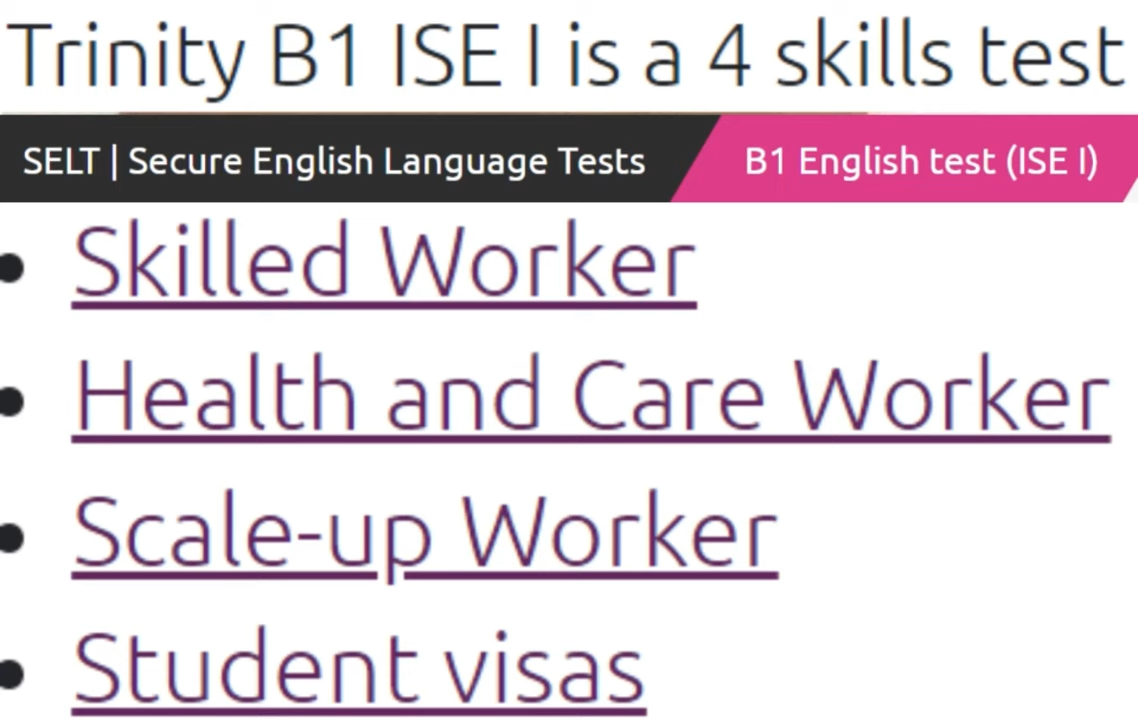 Trinity B1 ISE I is a 4 skills test
SELT | Secure English Language Tests B1 English test (ISE I)
• Skilled Worker
• Health and Care Worker
• Scale-up Worker
• Student visas